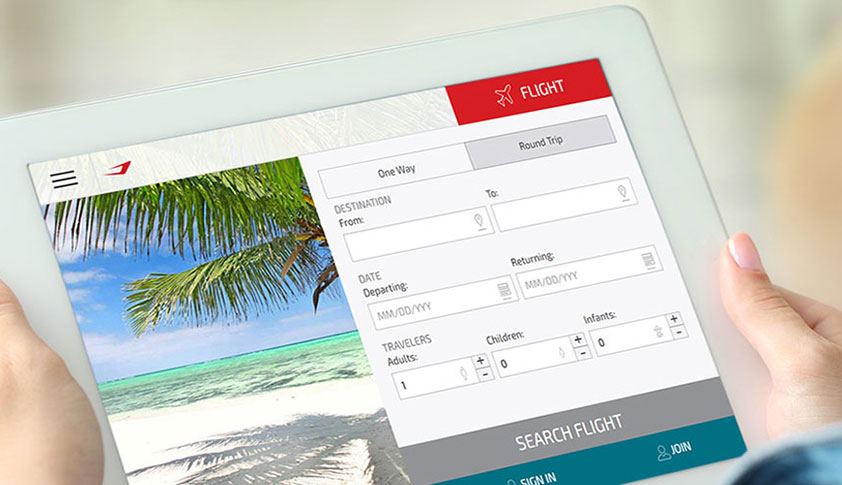 FLIGHT
One Way
Round Trip
DESTINATION
From:
To:
DATE
Departing:
Returning:
MM/DD/YYY
MM/DD/YYY
TRAVELERS
Adults:
Children:
Infants:
1 + -
0 + -
0 + -
SEARCH FLIGHT
SIGN IN
JOIN